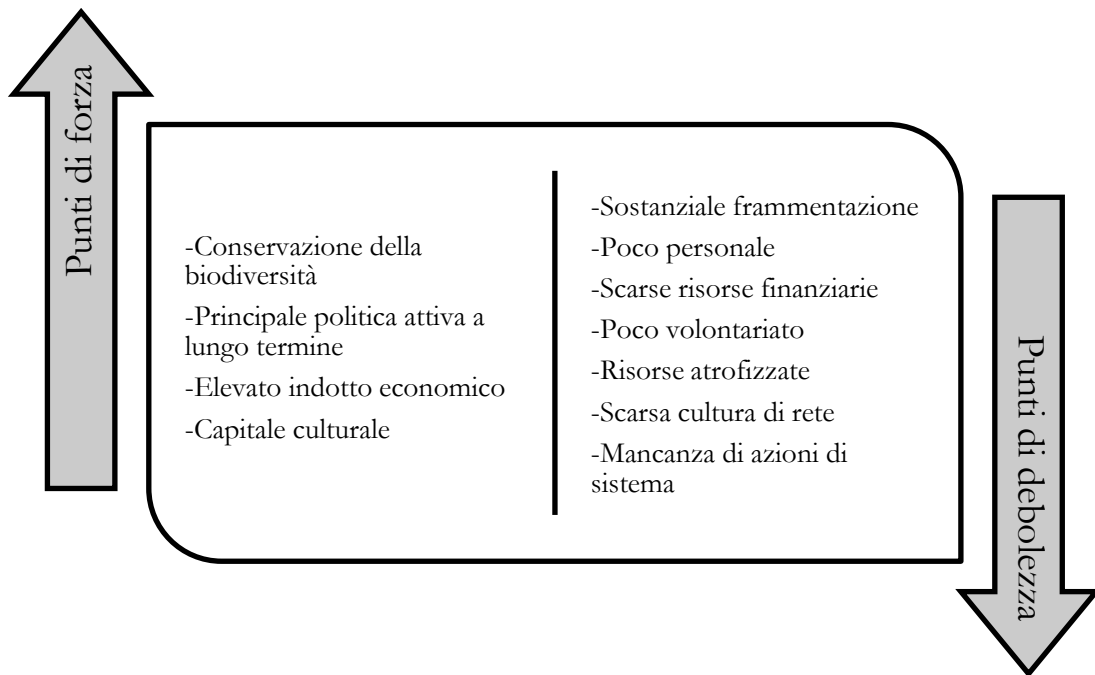 Punti di forza
-Conservazione della
biodiversità
-Principale politica attiva a
lungo termine
-Elevato indotto economico
-Capitale culturale
-Sostanziale frammentazione
-Poco personale
-Scarse risorse finanziarie
-Poco volontariato
-Risorse atrofizzate
-Scarsa cultura di rete
-Mancanza di azioni di
sistema
Punti di debolezza